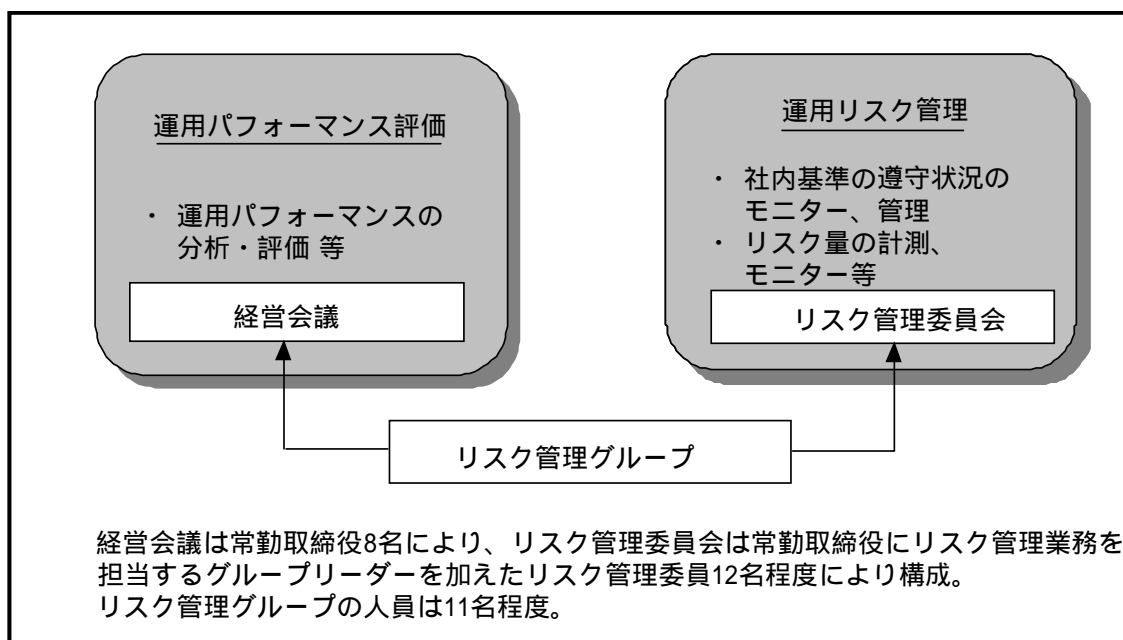 運用パフォーマンス評価
・ 運用パフォーマンスの
分析・評価 等
経営会議
運用リスク管理
・ 社内基準の遵守状況の
モニター、管理
・ リスク量の計測、
モニター等
リスク管理委員会
リスク管理グループ
経営会議は常勤取締役8名により、リスク管理委員会は常勤取締役にリスク管理業務を
担当するグループリーダーを加えたリスク管理委員12名程度により構成。
リスク管理グループの人員は11名程度。